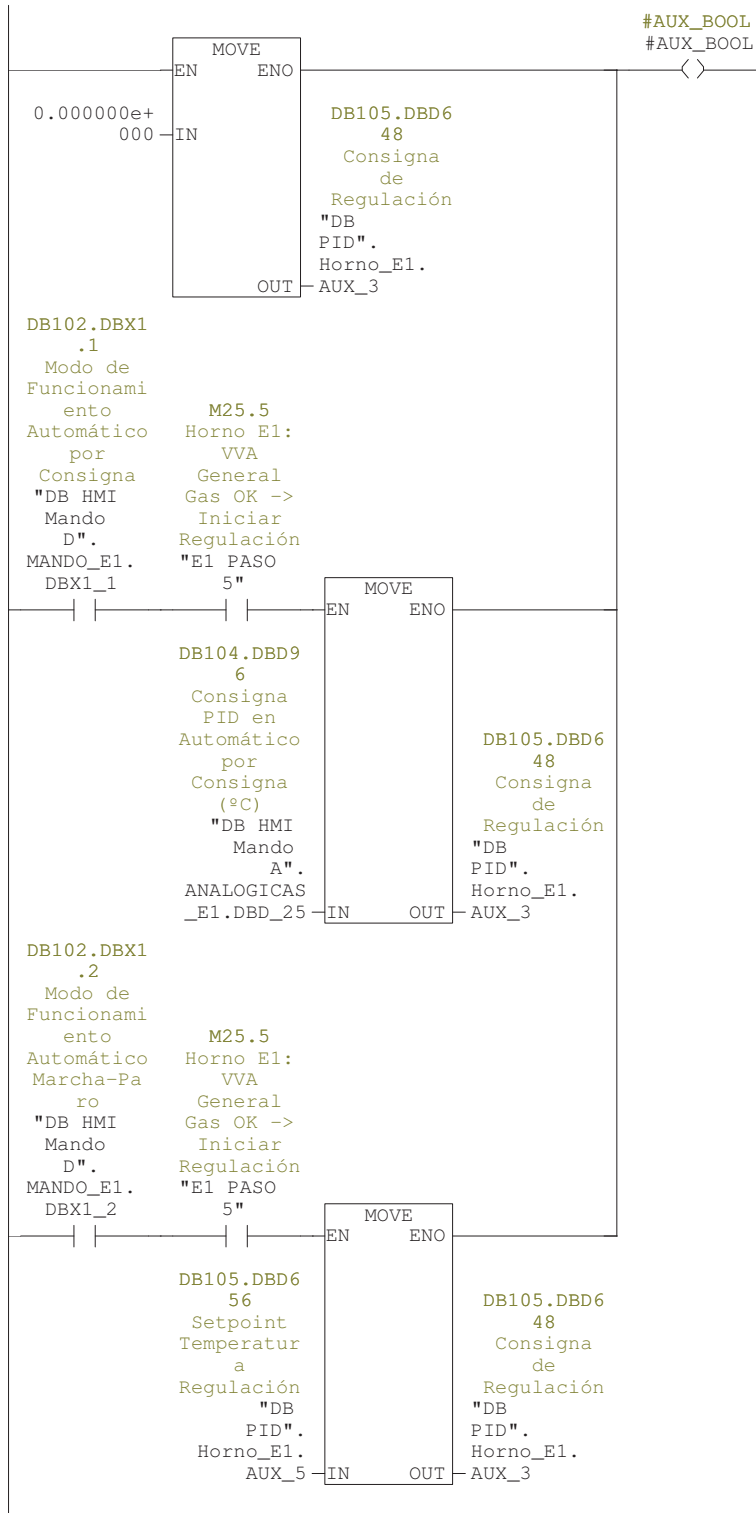 #AUX_BOOL
#AUX_BOOL
MOVE
EN ENO
0.000000e+
000
IN
DB105.DBD6
48
Consigna
de
Regulación
"DB
PID".
Horno_E1.
OUT AUX_3
DB102.DBX1
.1
Modo de
Funcionami
ento
Automático
por
Consigna
"DB HMI
Mando
D".
MANDO_E1.
DBX1_1
M25.5
Horno E1:
VVA
General
Gas OK ->
Iniciar
Regulación
"E1 PASO
5"
MOVE
EN ENO
DB104.DBD9
6
Consigna
PID en
Automático
por
Consigna
(ºC)
"DB HMI
Mando
A".
ANALOGICAS
_E1.DBD_25
IN OUT
DB105.DBD6
48
Consigna
de
Regulación
"DB
PID".
Horno_E1.
AUX_3
DB102.DBX1
.2
Modo de
Funcionami
ento
Automático
Marcha-Pa
ro
"DB HMI
Mando
D".
MANDO_E1.
DBX1_2
M25.5
Horno E1:
VVA
General
Gas OK ->
Iniciar
Regulación
"E1 PASO
5"
MOVE
EN ENO
DB105.DBD6
56
Setpoint
Temperatur
a
Regulación
"DB
PID".
Horno_E1.
AUX_5
IN OUT
DB105.DBD6
48
Consigna
de
Regulación
"DB
PID".
Horno_E1.
AUX_3